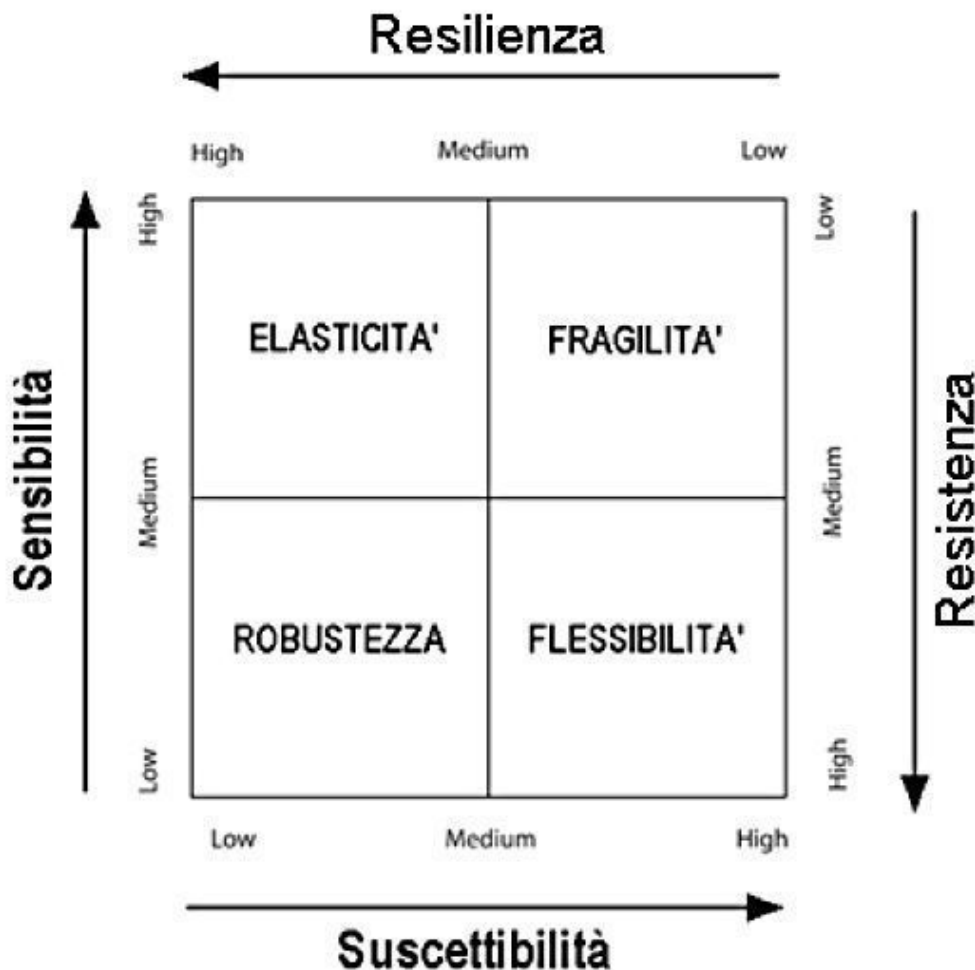 Resilienza
High Medium Low
High
Low
ELASTICITA' FRAGILITA'
Sensibilità
Medium
Medium
Resistenza
ROBUSTEZZA FLESSIBILITA'
Low
High
Low Medium High
Suscettibilità